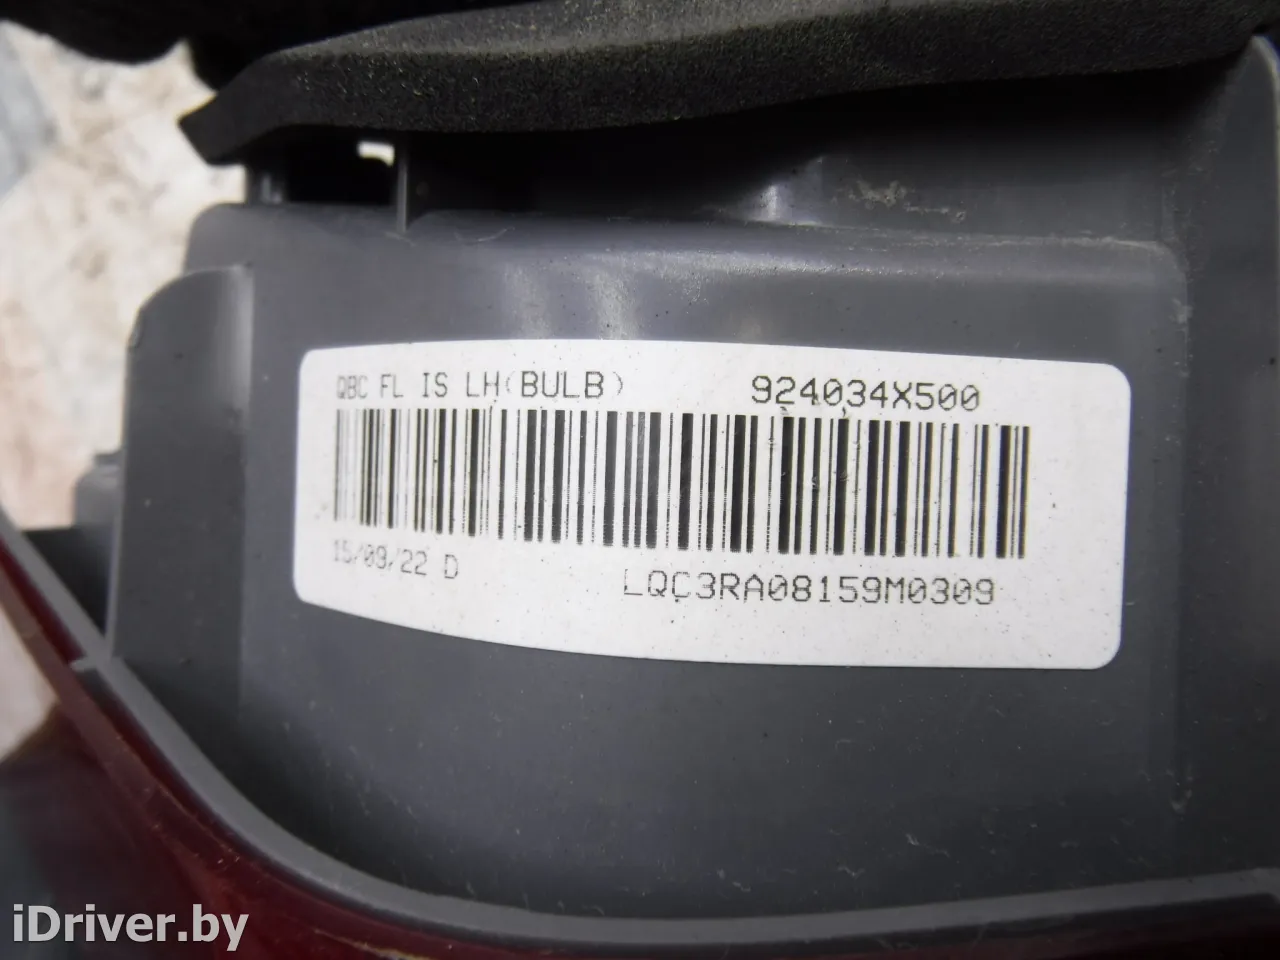 QBC FL IS LH(BULB) 924034X500
15/09/22 D LQC3RA08159M0309
iDriver.by